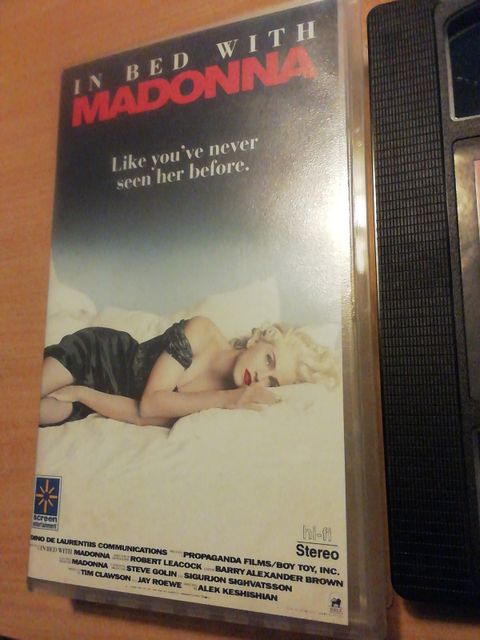 IN BED WITH
MADONNA
Like you've never
seen her before.
screen
entertainment
hi-fi
Stereo
DINO DE LAURENTIIS COMMUNICATIONS PROPAGANDA FILMS/BOY TOY, INC.
"IN BED WITH MADONNA ROBERT LEACOCK BARRY ALEXANDER BROWN
MADONNA STEVE GOLIN SIGURJON SIGHVATSSON
TIM CLAWSON JAY ROEWE ALEK KESHISHIAN